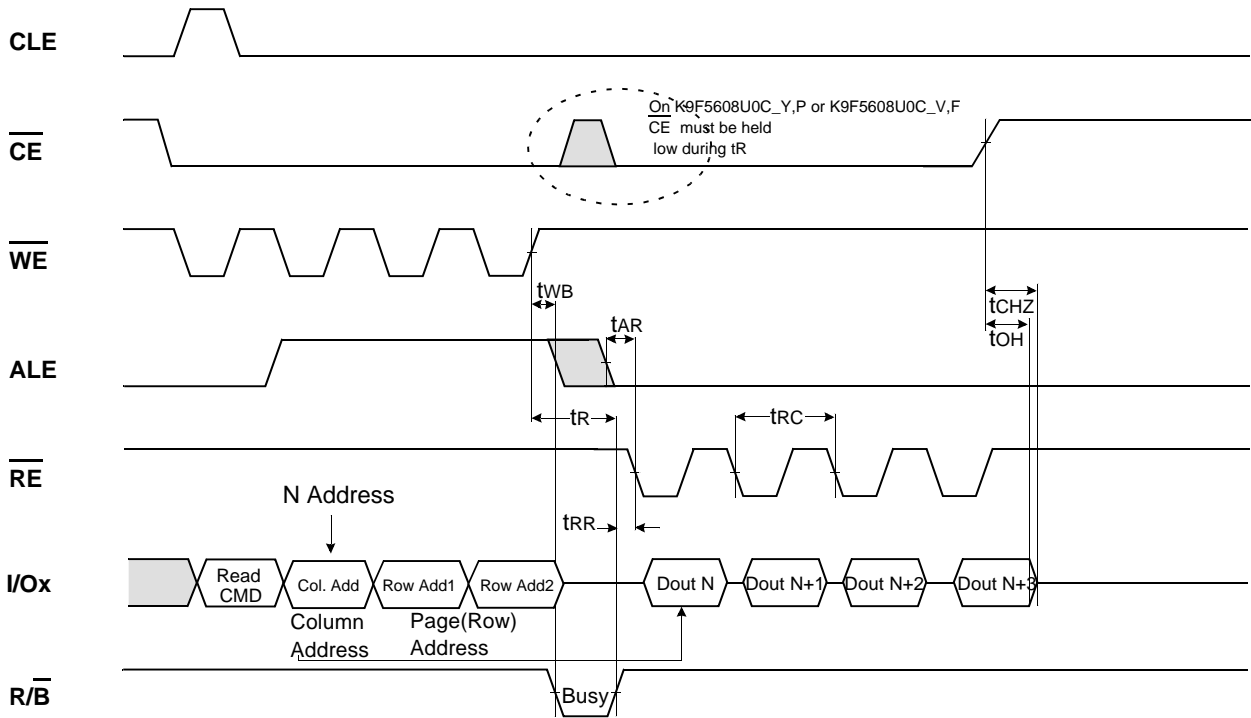 CLE
On K9F5608U0C_Y,P or K9F5608U0C_V,F
CE must be held
low during tR
CE
WE
tWB
tCHZ
tAR
tOH
ALE
tR
tRC
RE
N Address
tRR
I/Ox
Read
CMD
Col. Add
Row Add1
Row Add2
Dout N
Dout N+1
Dout N+2
Dout N+3
Column
Address
Page(Row)
Address
R/B
Busy